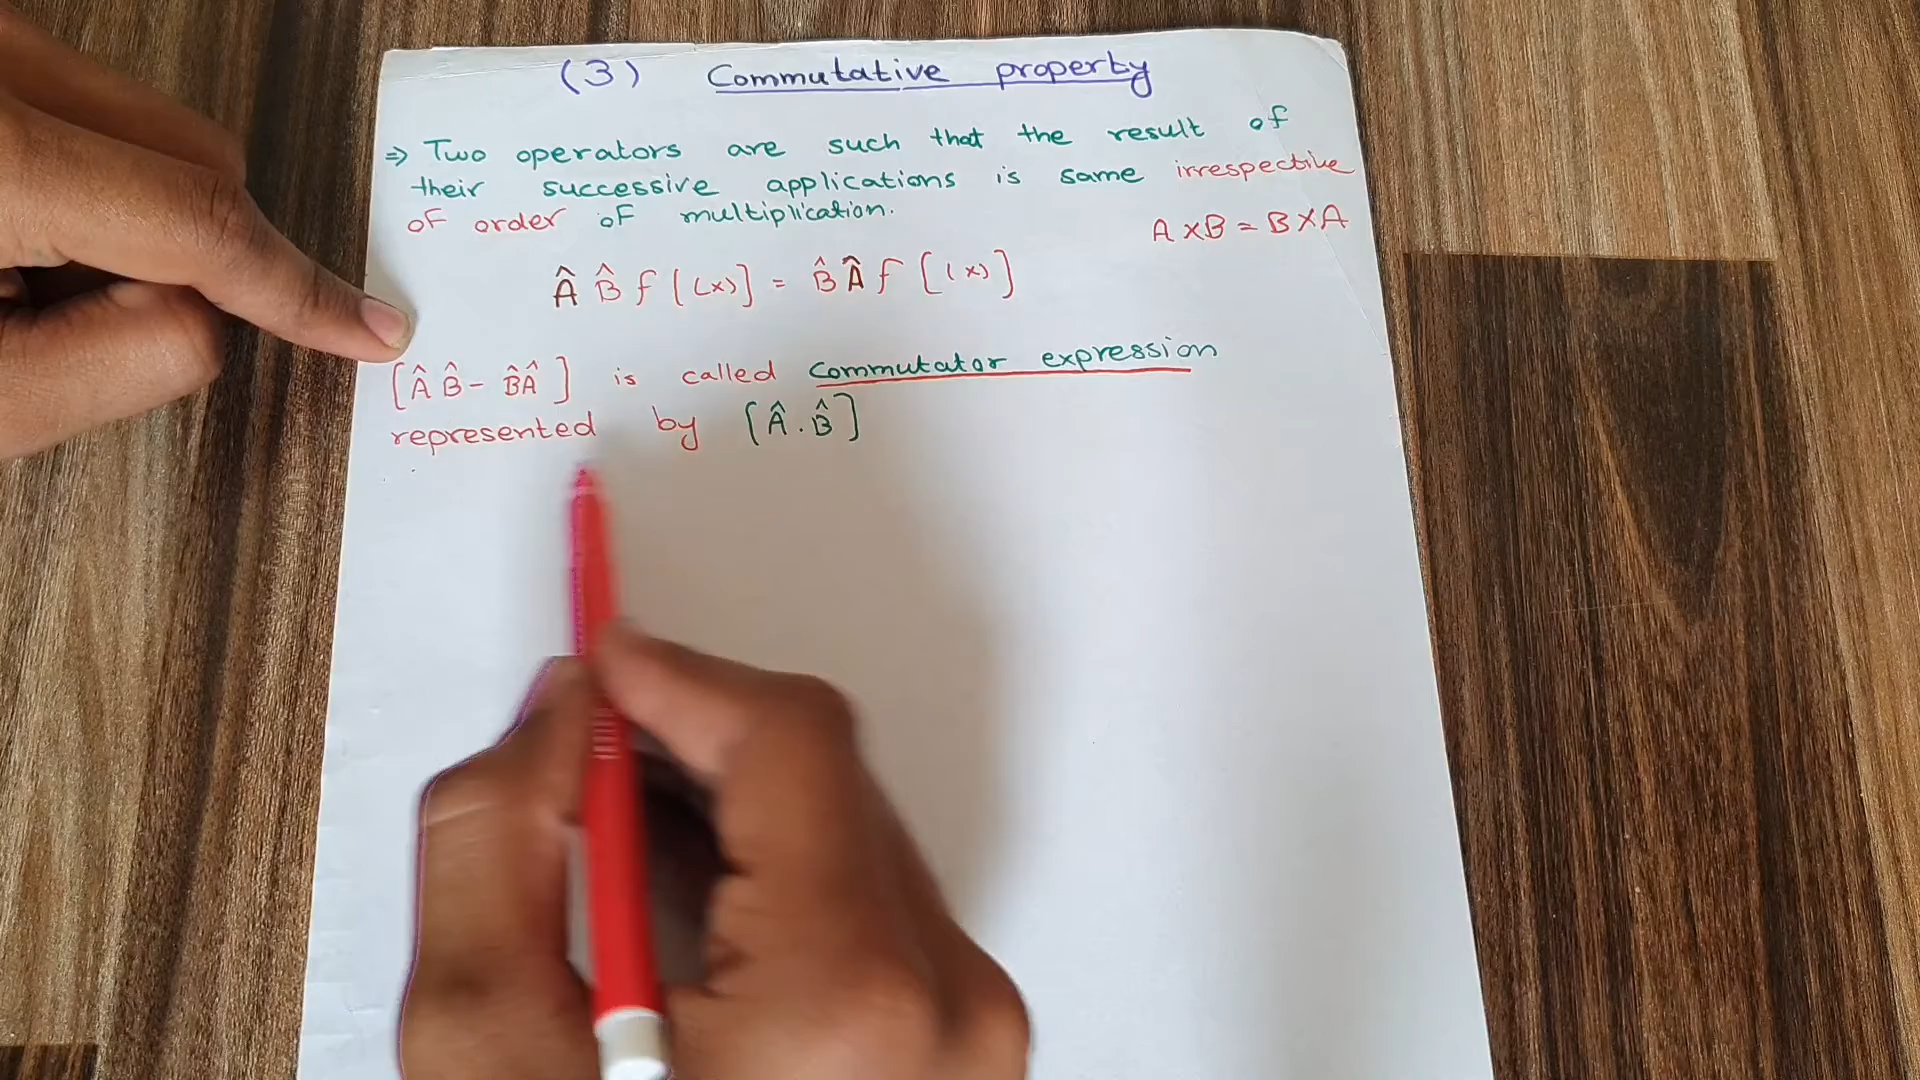 (3) Commutative property
⇒ Two operators are such that the result of
their successive applications is same irrespective
of order of multiplication.
A×B = B×A
Â B̂ f [(x)] = B̂ Â f [(x)]
[Â B̂ - B̂Â ] is called Commutator expression
represented by [Â . B̂]